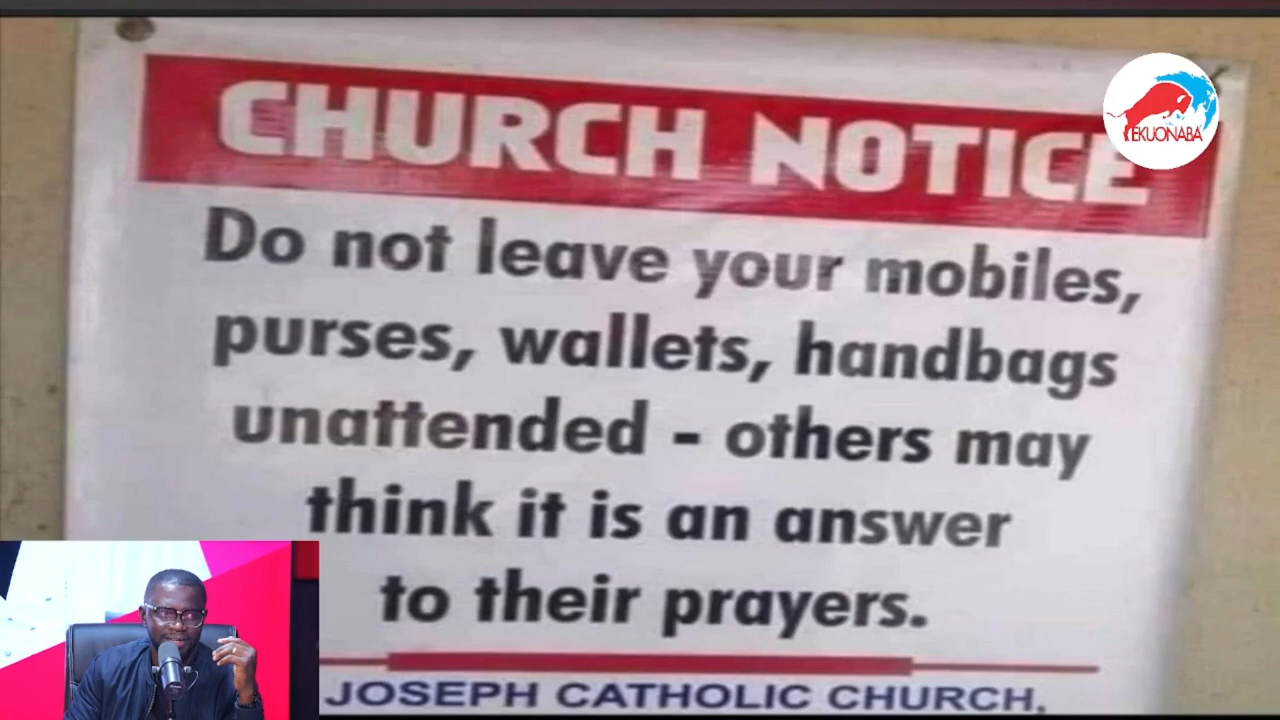 CHURCH NOTICE
EKUONABA
Do not leave your mobiles,
purses, wallets, handbags
unattended - others may
think it is an answer
to their prayers.
JOSEPH CATHOLIC CHURCH,